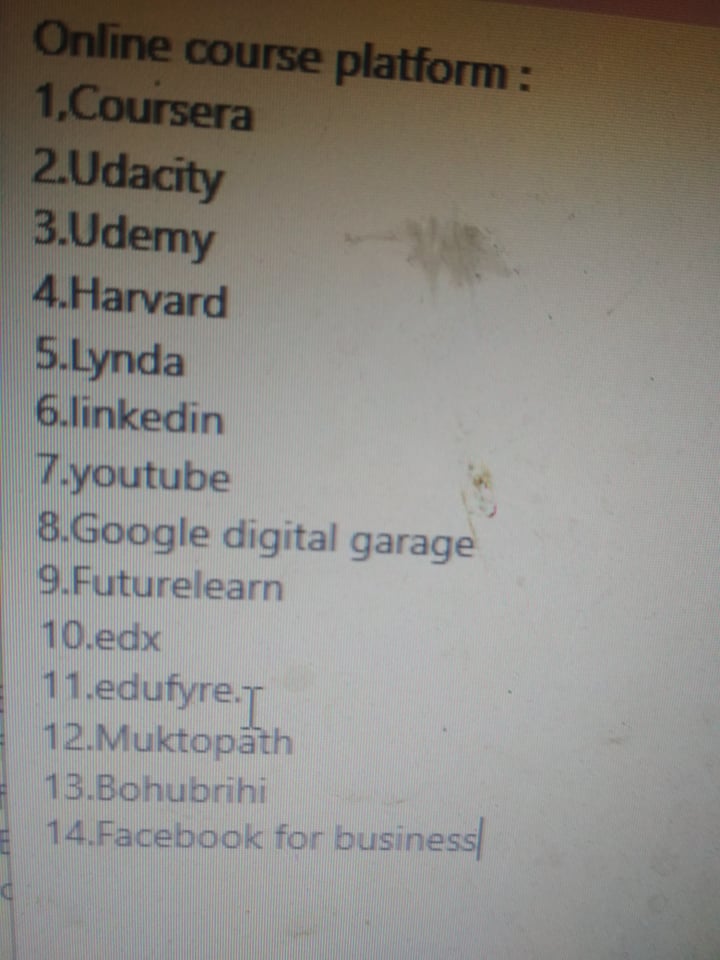 Online course platform :
1,Coursera
2.Udacity
3.Udemy
4.Harvard
5.Lynda
6.linkedin
7.youtube
8.Google digital garage
9.Futurelearn
10.edx
11.edufyre.
12.Muktopath
13.Bohubrihi
14.Facebook for business